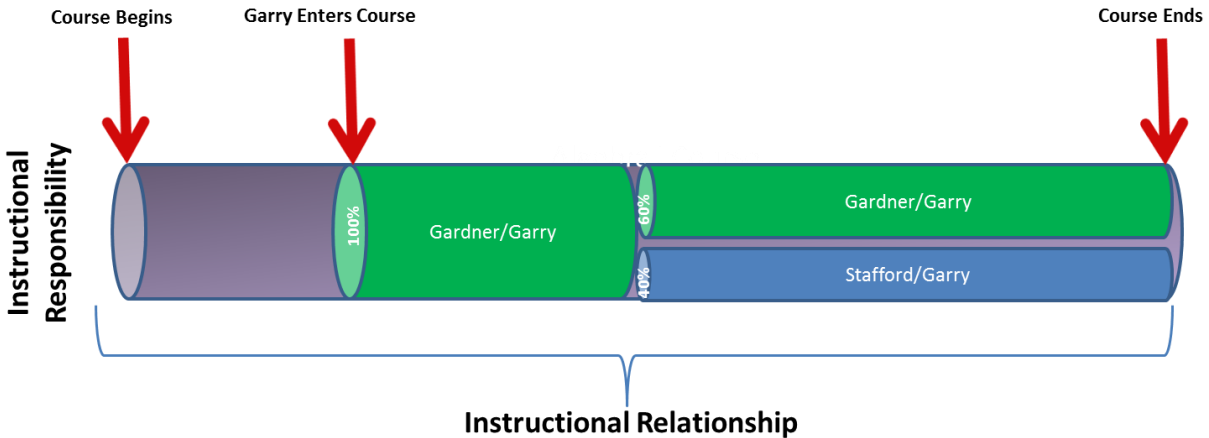 Course Begins
Garry Enters Course
Course Ends
Instructional
Responsibility
100%
Gardner/Garry
60%
Gardner/Garry
40%
Stafford/Garry
Instructional Relationship